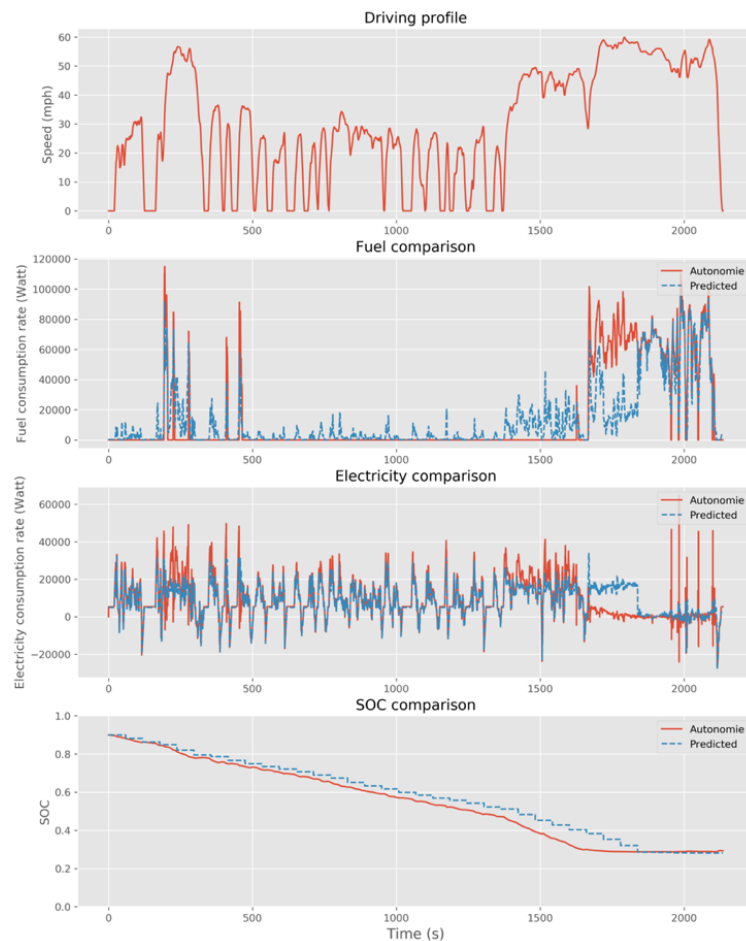 Driving profile
60
50
40
30
20
10
0
Speed (mph)
0 500 1000 1500 2000
Fuel comparison
120000
100000
80000
60000
40000
20000
0
Fuel consumption rate (Watt)
Autonomie
Predicted
0 500 1000 1500 2000
Electricity comparison
60000
40000
20000
0
−20000
Electricity consumption rate (Watt)
Autonomie
Predicted
0 500 1000 1500 2000
SOC comparison
1.0
0.8
0.6
0.4
0.2
0.0
SOC
Autonomie
Predicted
0 500 1000 1500 2000
Time (s)